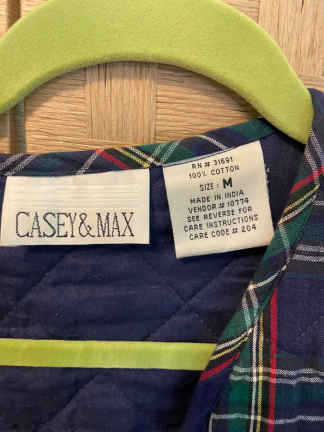 CASEY&MAX
RN# 31691
100% COTTON
SIZE: M
MADE IN INDIA
VENDOR# 10774
SEE REVERSE FOR
CARE INSTRUCTIONS
CARE CODE# 204